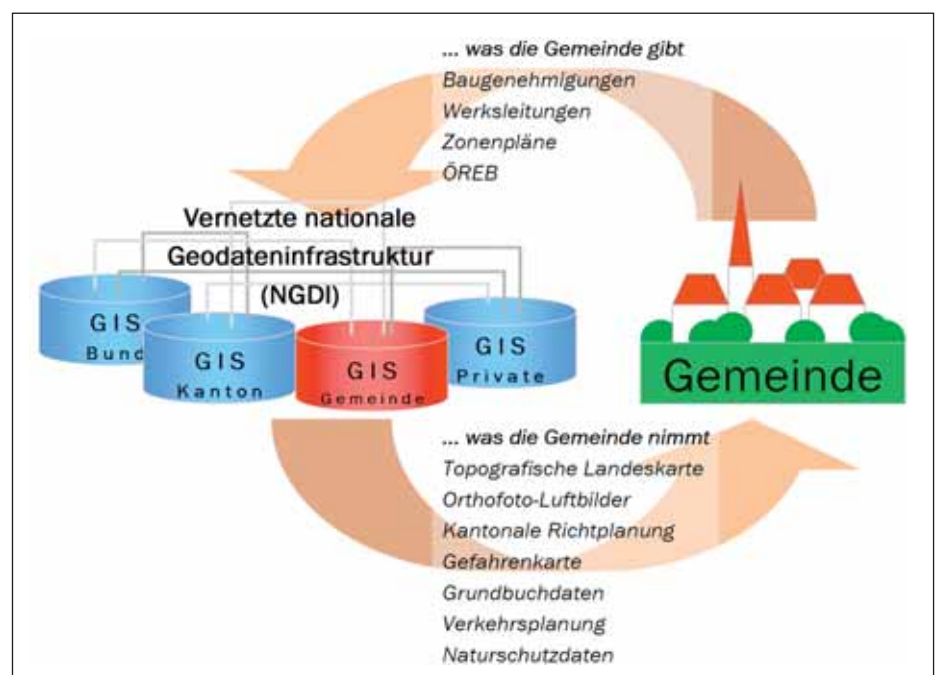 ... was die Gemeinde gibt
Baugenehmigungen
Werksleitungen
Zonenpläne
ÖREB
Vernetzte nationale
Geodateninfrastruktur
(NGDI)
GIS
Bund
GIS
Kanton
GIS
Gemeinde
GIS
Private
Gemeinde
... was die Gemeinde nimmt
Topografische Landeskarte
Orthofoto-Luftbilder
Kantonale Richtplanung
Gefahrenkarte
Grundbuchdaten
Verkehrsplanung
Naturschutzdaten